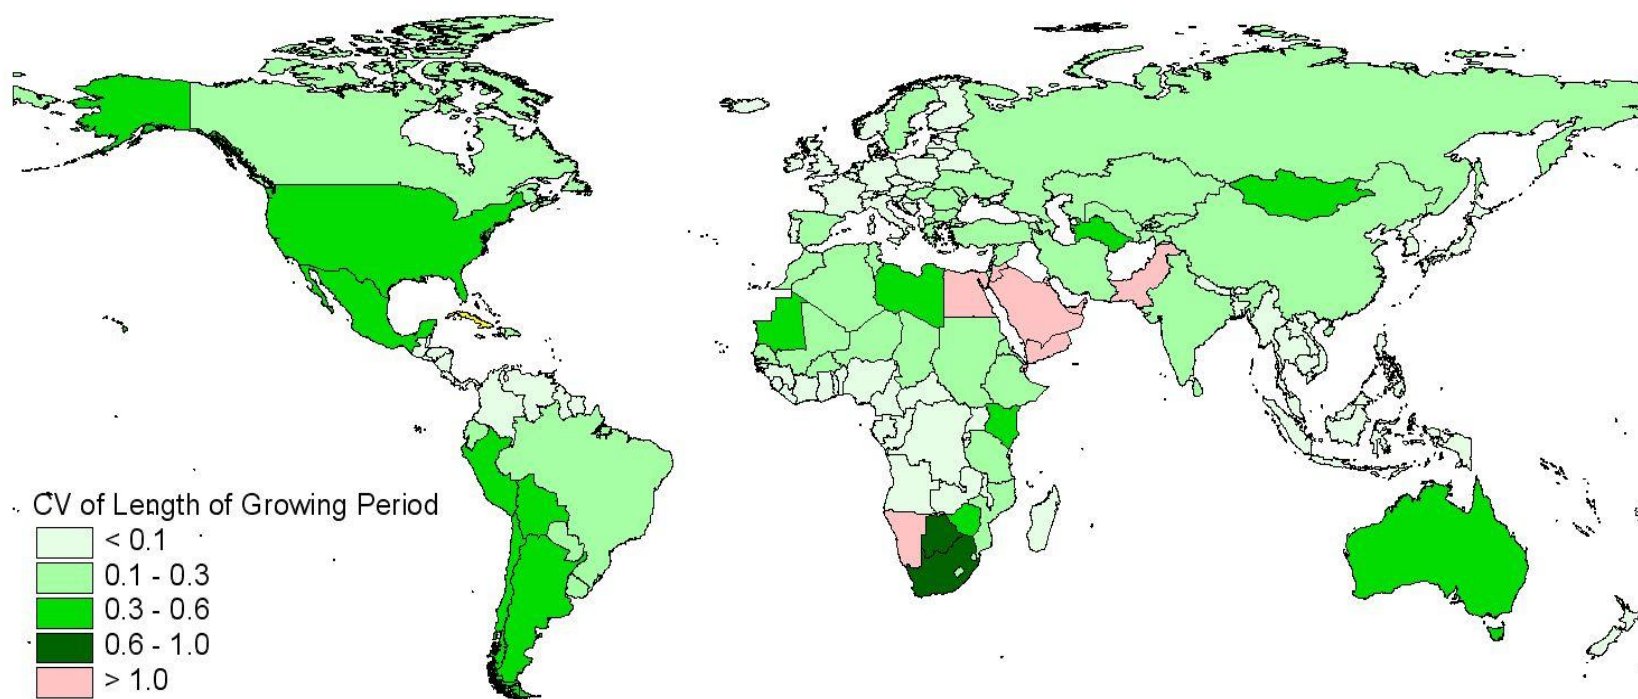 CV of Length of Growing Period
< 0.1
0.1 - 0.3
0.3 - 0.6
0.6 - 1.0
> 1.0